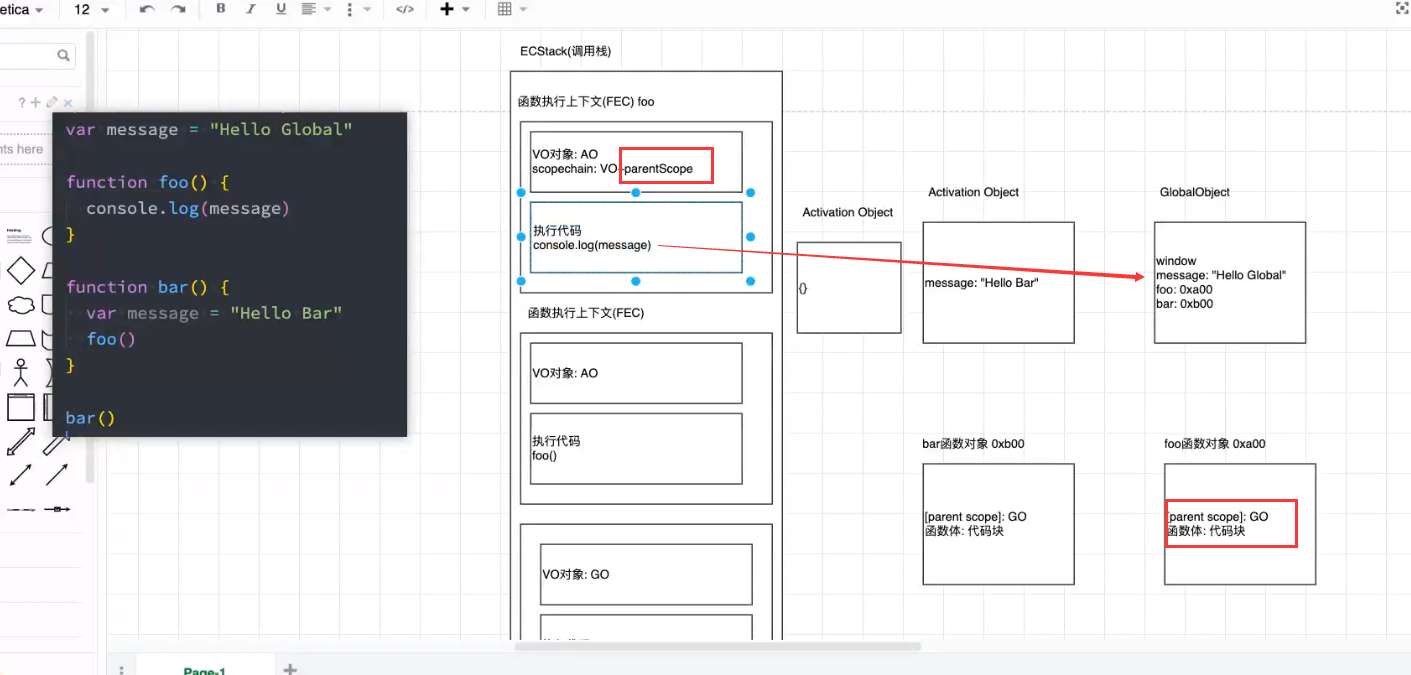 etica
12
B
I
U
</>
?
nts here
var message = "Hello Global"
function foo() {
console.log(message)
}
function bar() {
var message = "Hello Bar"
foo()
}
bar()
ECStack(调用栈)
函数执行上下文(FEC) foo
VO对象: AO
scopechain: VO+parentScope
执行代码
console.log(message)
函数执行上下文(FEC)
VO对象: AO
执行代码
foo()
VO对象: GO
Activation Object
{}
Activation Object
message: "Hello Bar"
GlobalObject
window
message: "Hello Global"
foo: 0xa00
bar: 0xb00
bar函数对象 0xb00
[parent scope]: GO
函数体: 代码块
foo函数对象 0xa00
[parent scope]: GO
函数体: 代码块
Page-1